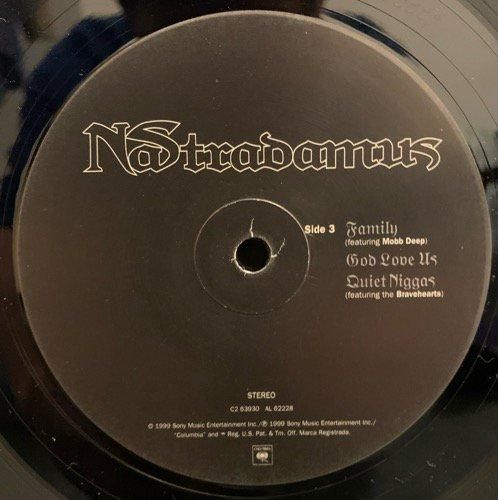 NaStradamus
Side 3
Family
(featuring Mobb Deep)
God Love Us
Quiet Niggas
(featuring the Bravehearts)
STEREO
C2 63930 AL 62228
© 1999 Sony Music Entertainment Inc./℗ 1999 Sony Music Entertainment Inc./
"Columbia" and Reg. U.S. Pat. & Tm. Off. Marca Registrada.